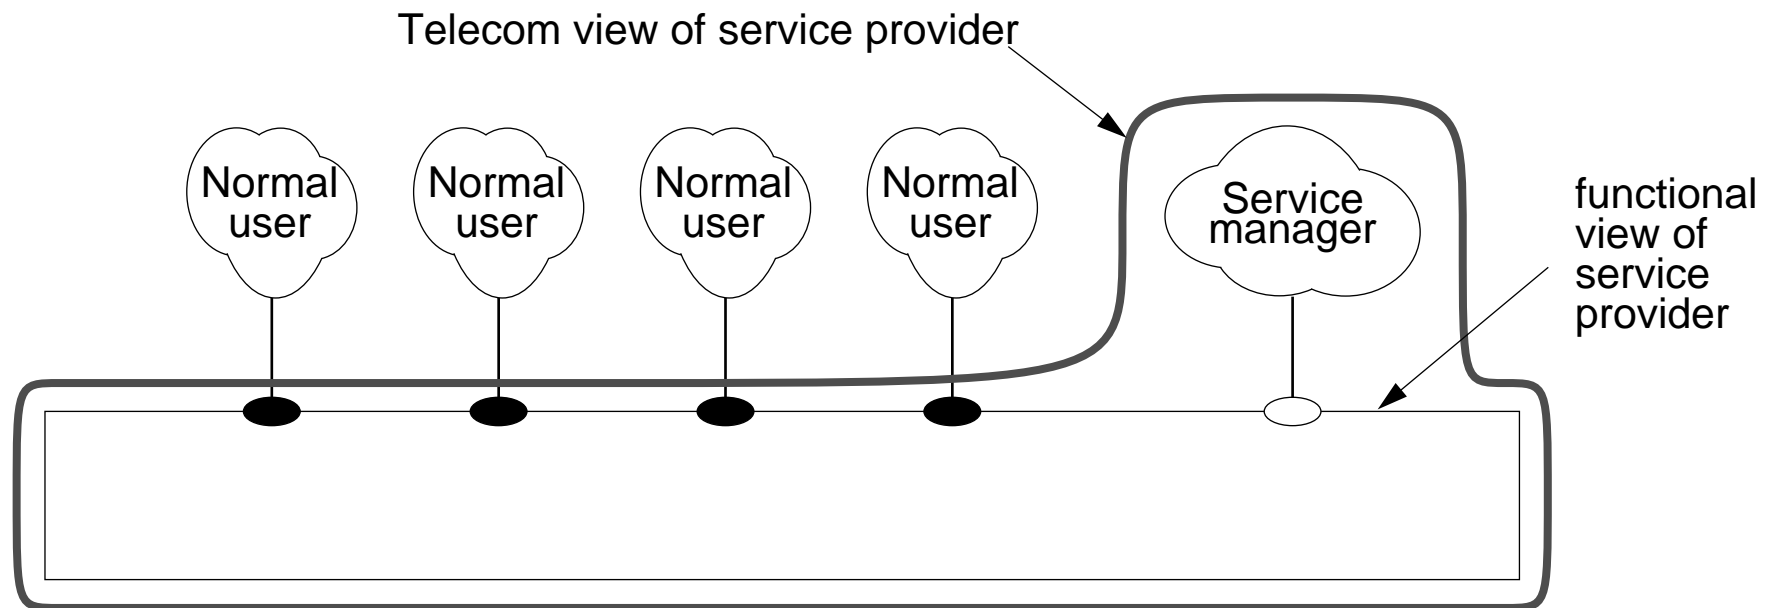 Telecom view of service provider
Normal
user
Normal
user
Normal
user
Normal
user
Service
manager
functional
view of
service
provider